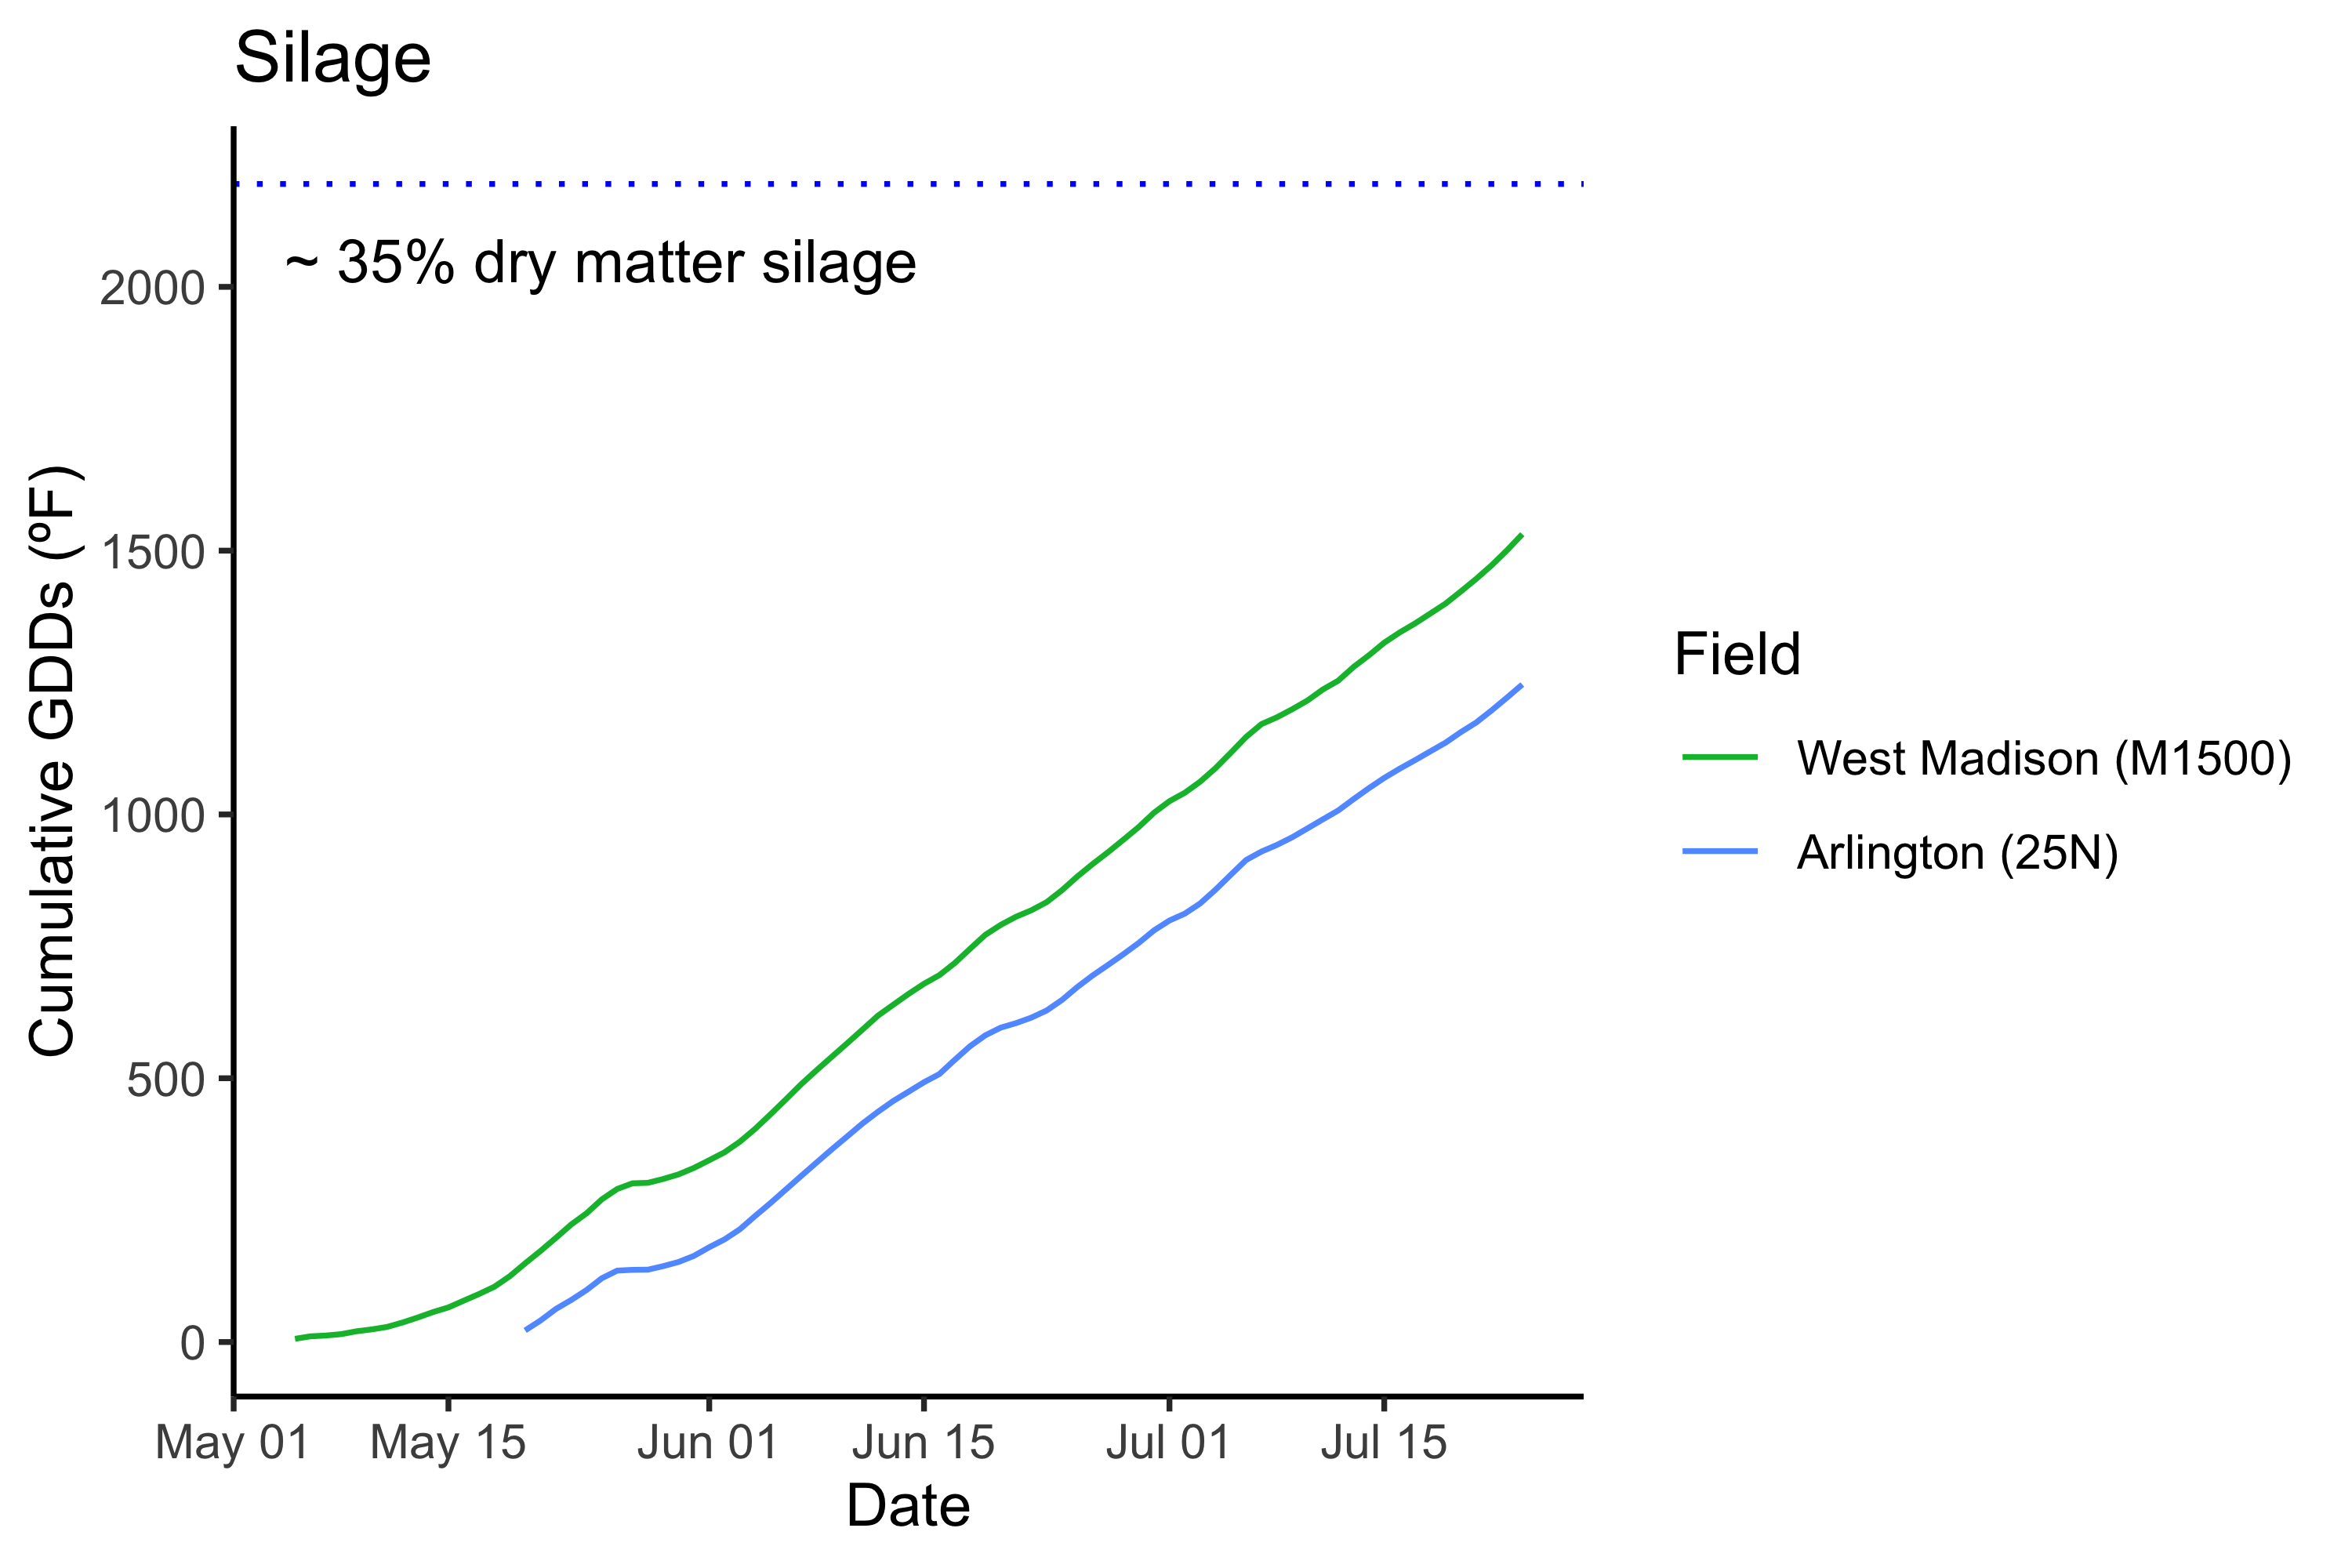 Silage
~ 35% dry matter silage
Cumulative GDDs (ºF)
2000
1500
1000
500
0
May 01
May 15
Jun 01
Jun 15
Jul 01
Jul 15
Date
Field
West Madison (M1500)
Arlington (25N)